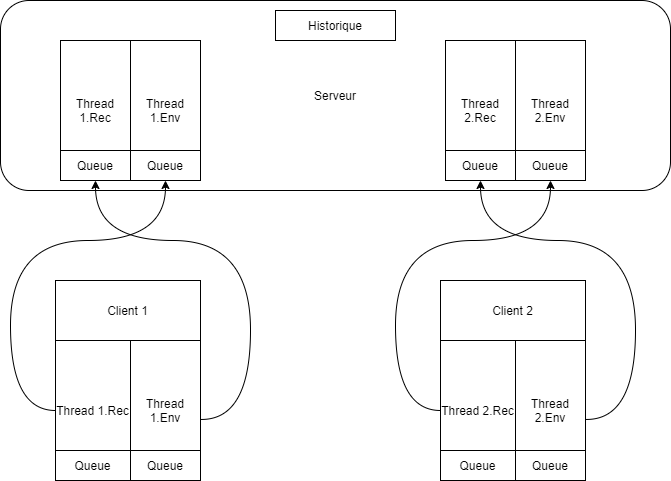 Historique
Serveur
Thread
1.Rec
Thread
1.Env
Thread
2.Rec
Thread
2.Env
Queue
Queue
Queue
Queue
Client 1
Client 2
Thread 1.Rec
Thread
1.Env
Thread 2.Rec
Thread
2.Env
Queue
Queue
Queue
Queue